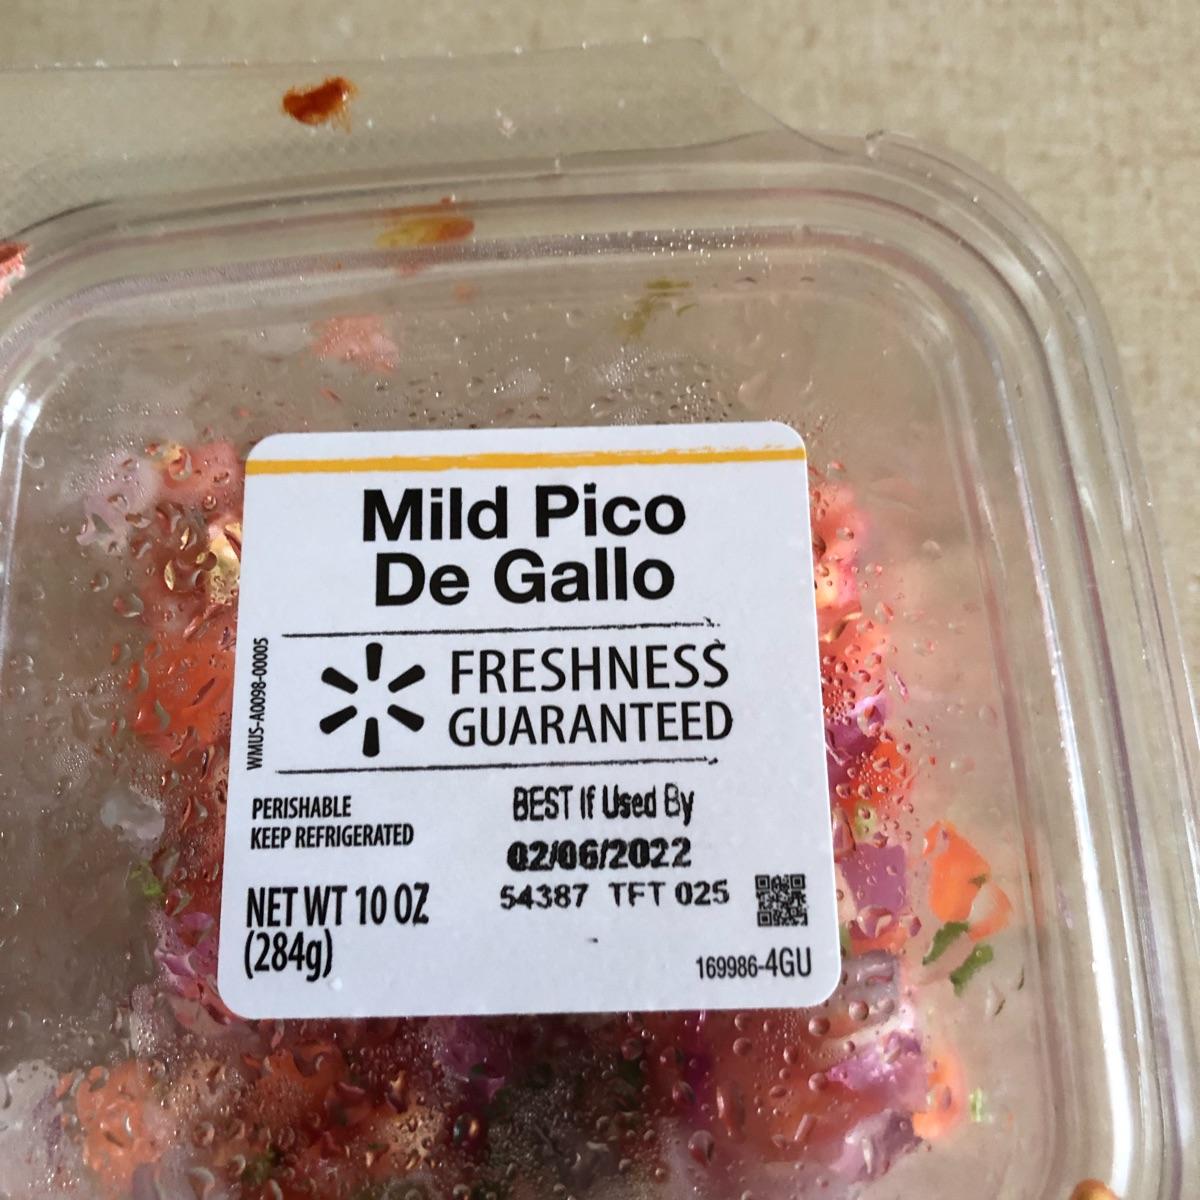 Mild Pico
De Gallo
FRESHNESS
GUARANTEED
WMUS-A0098-00005
PERISHABLE
KEEP REFRIGERATED
BEST If Used By
02/06/2022
54387 TFT 025
NET WT 10 OZ
(284g)
169986-4GU